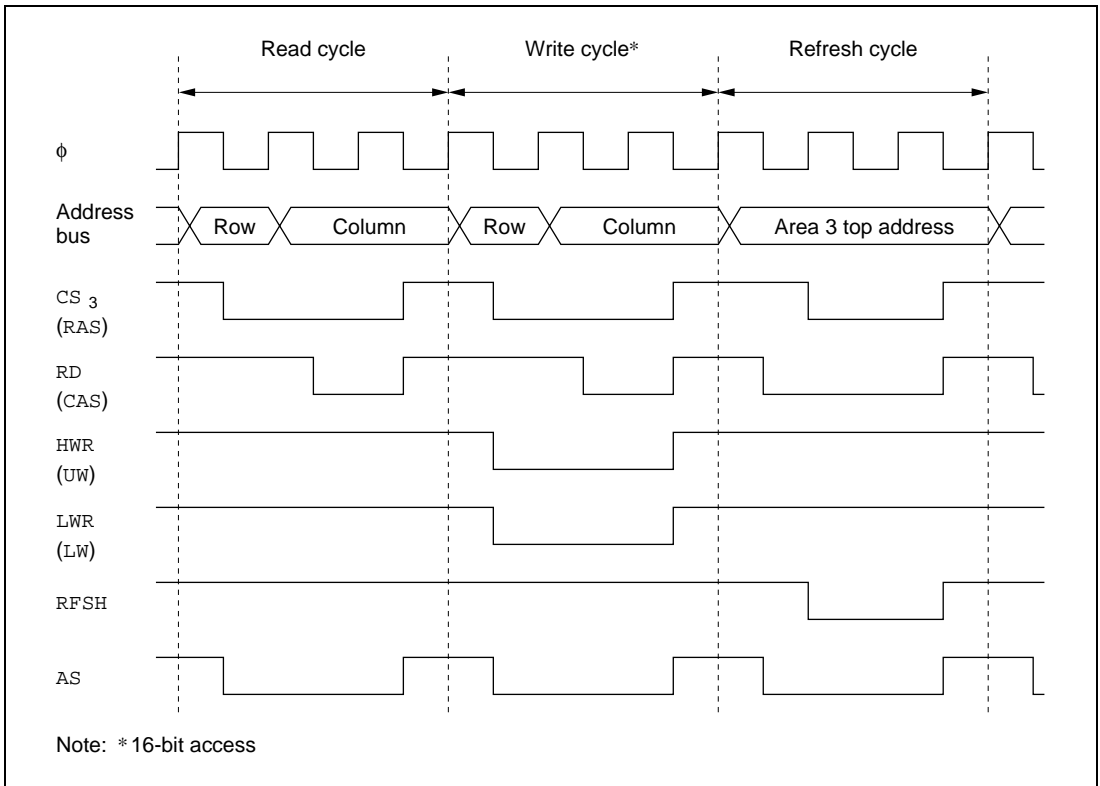 Read cycle Write cycle* Refresh cycle
φ
Address
bus
Row Column Row Column Area 3 top address
CS 3
(RAS)
RD
(CAS)
HWR
(UW)
LWR
(LW)
RFSH
AS
Note: *16-bit access